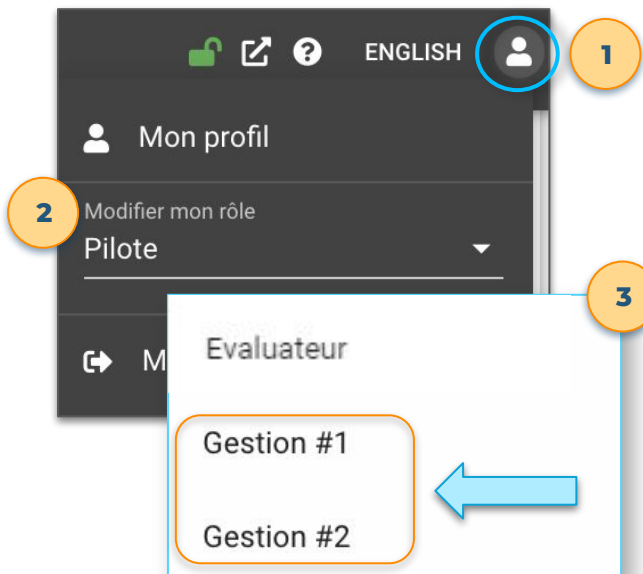 ENGLISH
1
Mon profil
2
Modifier mon rôle
Pilote
3
M
Evaluateur
Gestion #1
Gestion #2